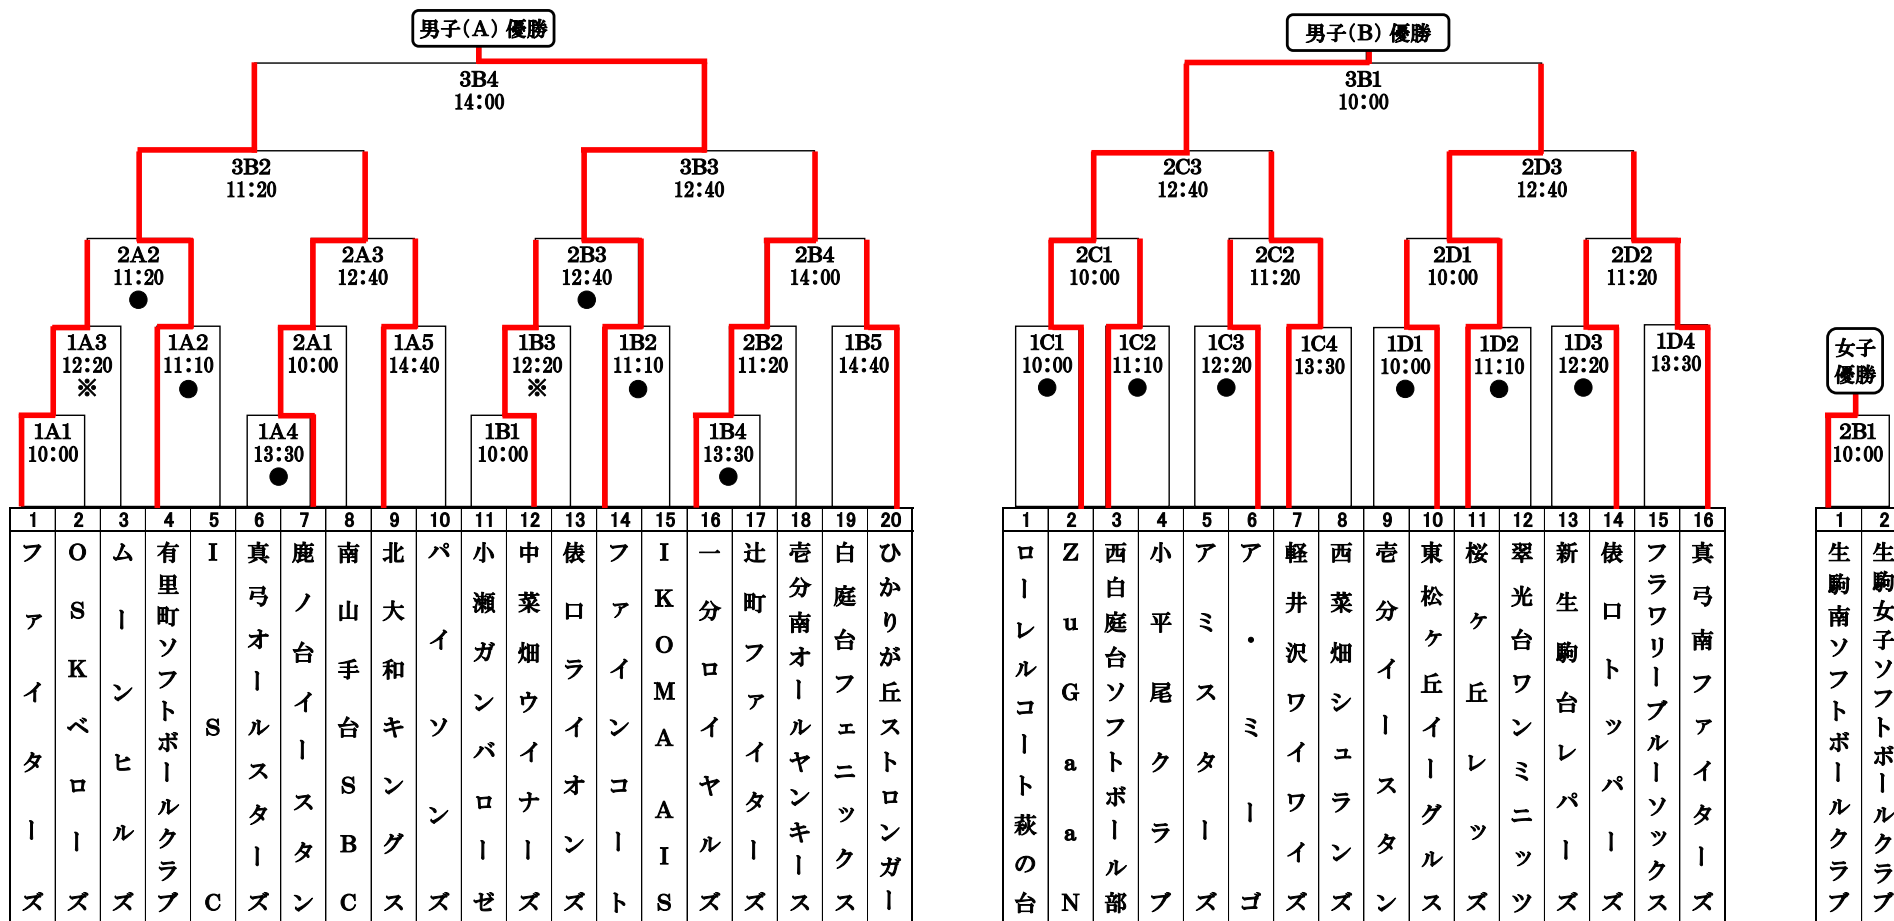 男子(A) 優勝
3B4
14:00
3B2
11:20
3B3
12:40
2A2
11:20
●
2A3
12:40
2B3
12:40
●
2B4
14:00
1A3
12:20
※
1A2
11:10
●
2A1
10:00
1A5
14:40
1B3
12:20
※
1B2
11:10
●
2B2
11:20
1B5
14:40
1A1
10:00
1A4
13:30
●
1B1
10:00
1B4
13:30
●
1 ファイターズ
2 OSKベローズ
3 ムーンヒルズ
4 有里町ソフトボールクラブ
5 ISC
6 真弓オールスターズ
7 鹿ノ台イースタン
8 南山手台SBC
9 北大和キングス
10 パイソンズ
11 小瀬ガンバローゼ
12 中菜畑ウイナーズ
13 俵口ライオンズ
14 ファインコート
15 IKOMA AIS
16 一分ロイヤルズ
17 辻町ファイターズ
18 壱分南オールヤンキース
19 白庭台フェニックス
20 ひかりが丘ストロンガー
男子(B) 優勝
3B1
10:00
2C3
12:40
2D3
12:40
2C1
10:00
2C2
11:20
2D1
10:00
2D2
11:20
1C1
10:00
●
1C2
11:10
●
1C3
12:20
●
1C4
13:30
1D1
10:00
●
1D2
11:10
●
1D3
12:20
●
1D4
13:30
1 ローレルコート萩の台
2 ZuGaaN
3 西白庭台ソフトボール部
4 小平尾クラブ
5 アミスターズ
6 ア・ミーゴ
7 軽井沢ワイワイズ
8 西菜畑シュランズ
9 壱分イースタン
10 東松ヶ丘イーグルス
11 桜ヶ丘レッズ
12 翠光台ワンミニッツ
13 新生駒台レパーズ
14 俵口トッパーズ
15 フラワリーブルーソックス
16 真弓南ファイターズ
女子
優勝
2B1
10:00
1 生駒南ソフトボールクラブ
2 生駒女子ソフトボールクラブ